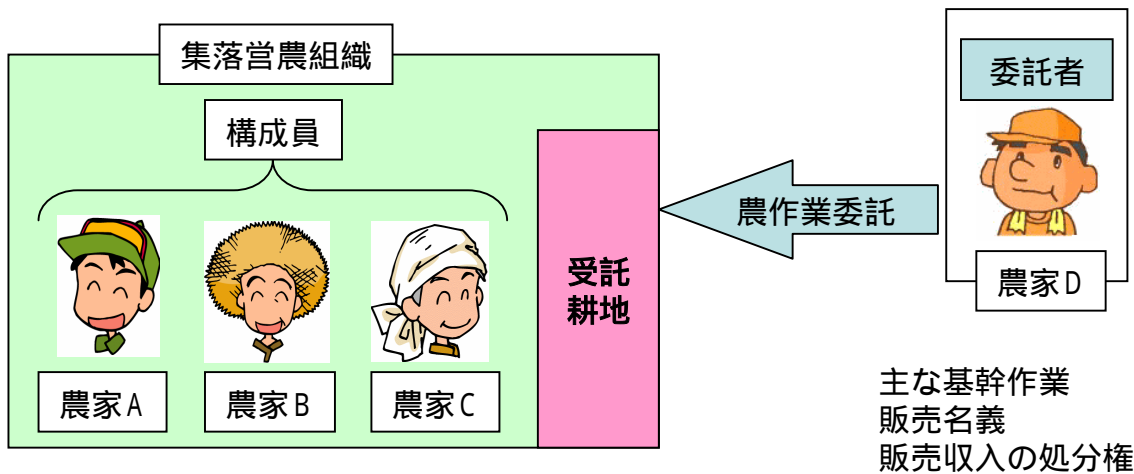 集落営農組織
構成員
農家A
農家B
農家C
受託
耕地
農作業委託
委託者
農家D
主な基幹作業
販売名義
販売収入の処分権